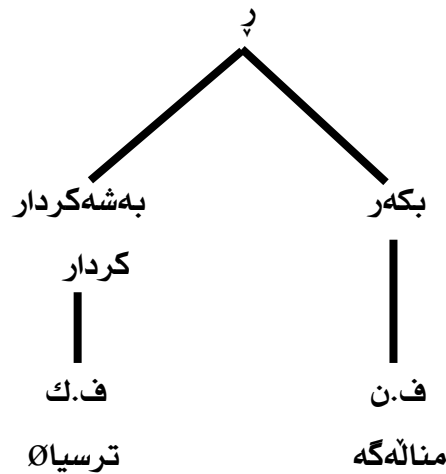 ڕ
بکەر
بەشەکردار
کردار
ف.ن
ف.ك
مناڵەگە
ترسیاØ